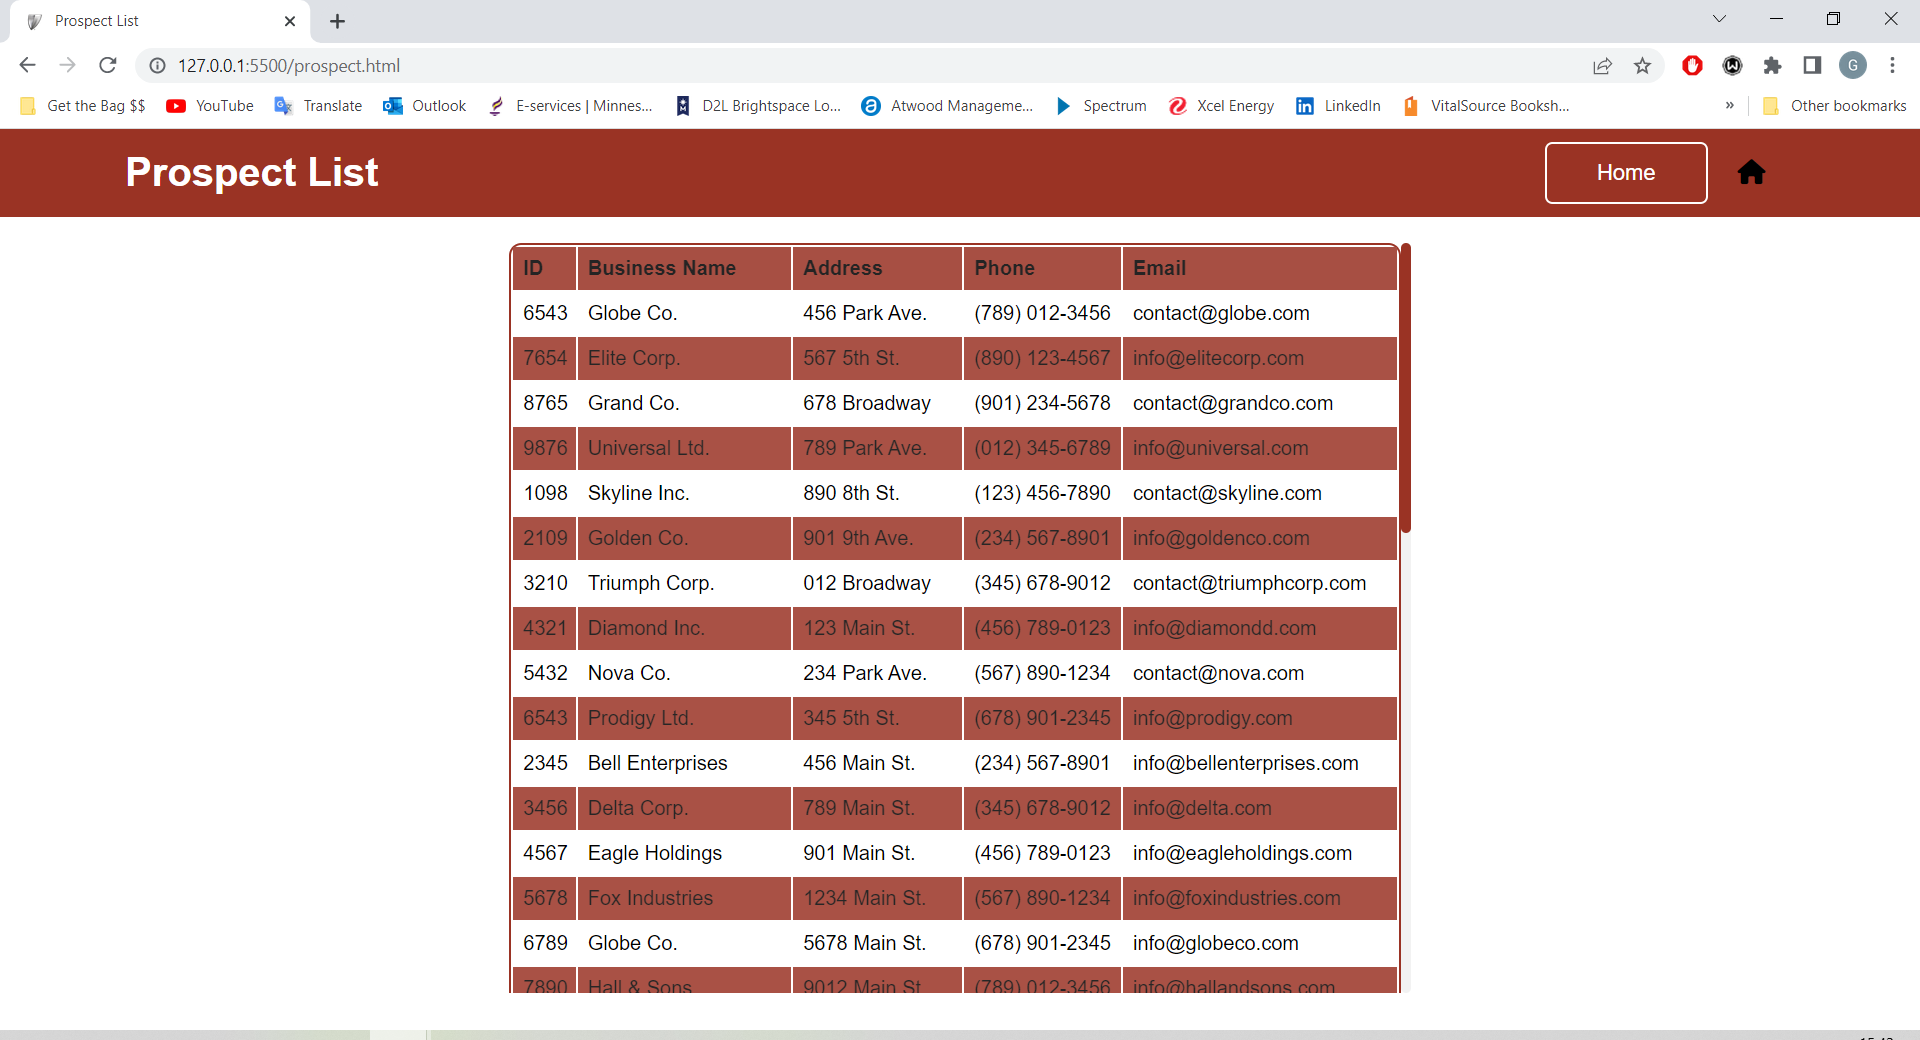 Prospect List
127.0.0.1:5500/prospect.html
G
Get the Bag $$ YouTube Translate Outlook E-services | Minnes... D2L Brightspace Lo... Atwood Manageme... Spectrum Xcel Energy LinkedIn VitalSource Booksh... » Other bookmarks
Prospect List Home
ID Business Name Address Phone Email
6543 Globe Co. 456 Park Ave. (789) 012-3456 contact@globe.com
7654 Elite Corp. 567 5th St. (890) 123-4567 info@elitecorp.com
8765 Grand Co. 678 Broadway (901) 234-5678 contact@grandco.com
9876 Universal Ltd. 789 Park Ave. (012) 345-6789 info@universal.com
1098 Skyline Inc. 890 8th St. (123) 456-7890 contact@skyline.com
2109 Golden Co. 901 9th Ave. (234) 567-8901 info@goldenco.com
3210 Triumph Corp. 012 Broadway (345) 678-9012 contact@triumphcorp.com
4321 Diamond Inc. 123 Main St. (456) 789-0123 info@diamondd.com
5432 Nova Co. 234 Park Ave. (567) 890-1234 contact@nova.com
6543 Prodigy Ltd. 345 5th St. (678) 901-2345 info@prodigy.com
2345 Bell Enterprises 456 Main St. (234) 567-8901 info@bellenterprises.com
3456 Delta Corp. 789 Main St. (345) 678-9012 info@delta.com
4567 Eagle Holdings 901 Main St. (456) 789-0123 info@eagleholdings.com
5678 Fox Industries 1234 Main St. (567) 890-1234 info@foxindustries.com
6789 Globe Co. 5678 Main St. (678) 901-2345 info@globeco.com
7890 Hall & Sons 9012 Main St. (789) 012-3456 info@hallandsons.com